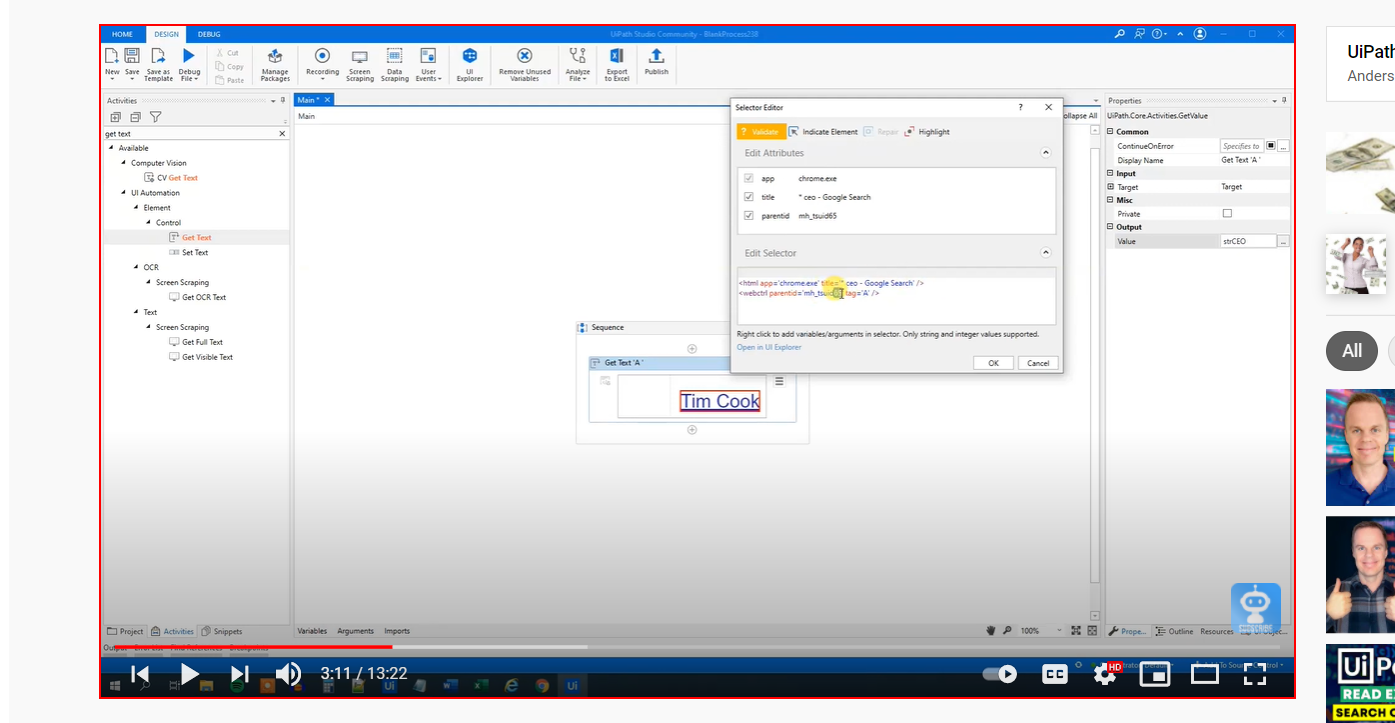 HOME DESIGN DEBUG
UiPath Studio Community - BlankProcess238
New Save Save as Template Debug File
Cut
Copy
Paste
Manage Packages
Recording
Screen Scraping
Data Scraping
User Events
UI Explorer
Remove Unused Variables
Analyze File
Export to Excel
Publish
Activities
get text
Available
Computer Vision
CV Get Text
UI Automation
Element
Control
Get Text
Set Text
OCR
Screen Scraping
Get OCR Text
Text
Screen Scraping
Get Full Text
Get Visible Text
Project Activities Snippets
Main *
Main
ollapse All
Sequence
Get Text 'A '
Tim Cook
Selector Editor
? Validate Indicate Element Repair Highlight
Edit Attributes
app chrome.exe
title * ceo - Google Search
parentid mh_tsuid65
Edit Selector
<html app='chrome.exe' title='* ceo - Google Search' />
tag='A' />
Right click to add variables/arguments in selector. Only string and integer values supported.
Open in UI Explorer
OK Cancel
Variables Arguments Imports
100%
Properties
UiPath.Core.Activities.GetValue
Common
ContinueOnError Specifies to ...
Display Name Get Text 'A '
Input
Target Target
Misc
Private
Output
Value strCEO ...
Prope... Outline Resources
3:11 / 13:22
CC
HD
UiPath
Anders
All
Ui
READ E
SEARCH